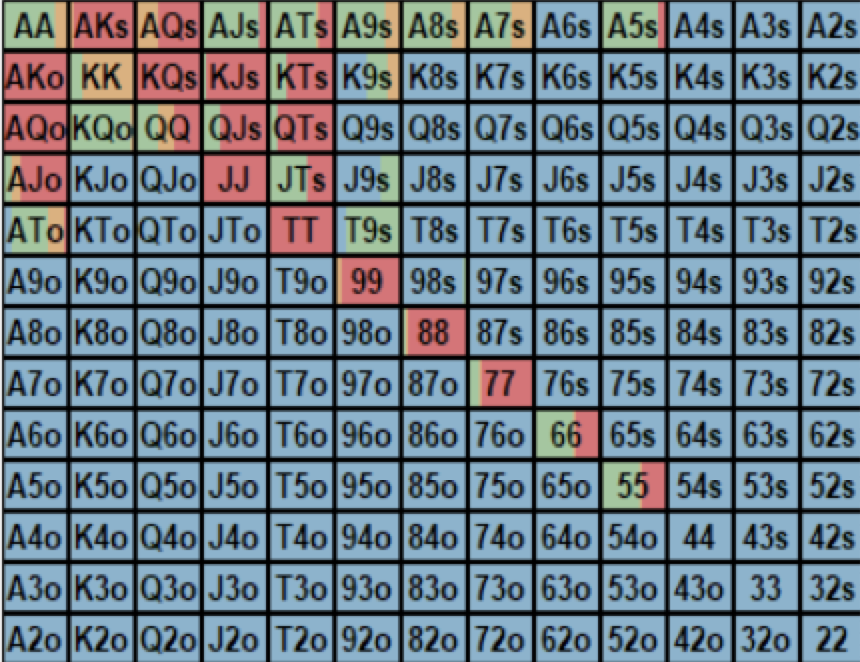 AA AKs AQs AJs ATs A9s A8s A7s A6s A5s A4s A3s A2s
AKo KK KQs KJs KTs K9s K8s K7s K6s K5s K4s K3s K2s
AQo KQo QQ QJs QTs Q9s Q8s Q7s Q6s Q5s Q4s Q3s Q2s
AJo KJo QJo JJ JTs J9s J8s J7s J6s J5s J4s J3s J2s
ATo KTo QTo JTo TT T9s T8s T7s T6s T5s T4s T3s T2s
A9o K9o Q9o J9o T9o 99 98s 97s 96s 95s 94s 93s 92s
A8o K8o Q8o J8o T8o 98o 88 87s 86s 85s 84s 83s 82s
A7o K7o Q7o J7o T7o 97o 87o 77 76s 75s 74s 73s 72s
A6o K6o Q6o J6o T6o 96o 86o 76o 66 65s 64s 63s 62s
A5o K5o Q5o J5o T5o 95o 85o 75o 65o 55 54s 53s 52s
A4o K4o Q4o J4o T4o 94o 84o 74o 64o 54o 44 43s 42s
A3o K3o Q3o J3o T3o 93o 83o 73o 63o 53o 43o 33 32s
A2o K2o Q2o J2o T2o 92o 82o 72o 62o 52o 42o 32o 22